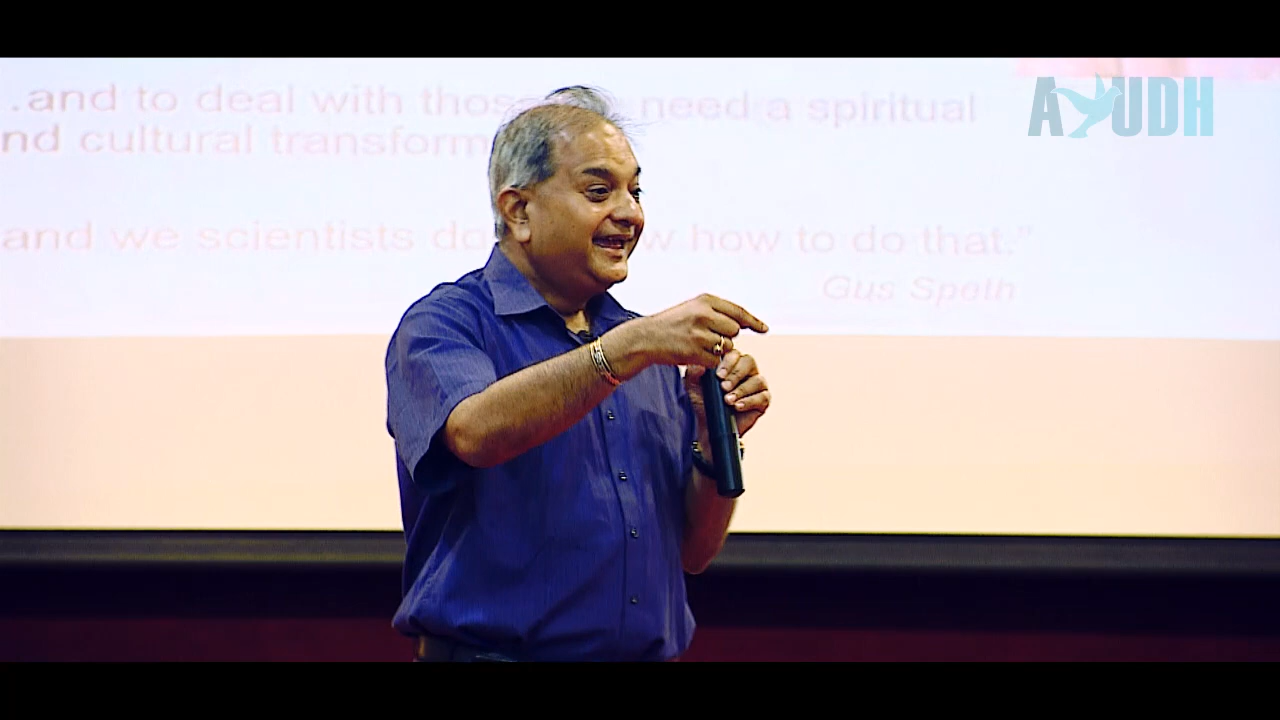 AYUDH
..and to deal with those need a spiritual
nd cultural transform
and we scientists do w how to do that."
Gus Speth